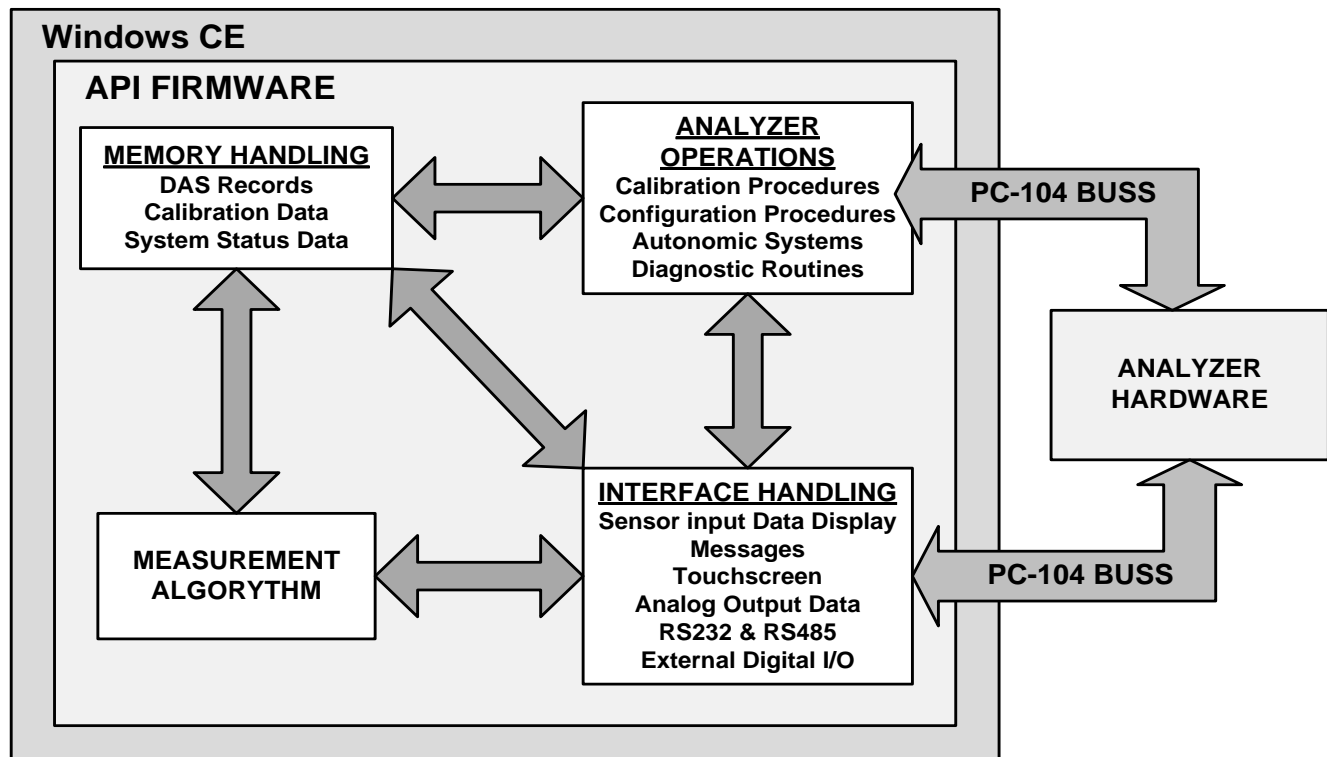 Windows CE
API FIRMWARE
MEMORY HANDLING
DAS Records
Calibration Data
System Status Data
ANALYZER
OPERATIONS
Calibration Procedures
Configuration Procedures
Autonomic Systems
Diagnostic Routines
PC-104 BUSS
ANALYZER
HARDWARE
MEASUREMENT
ALGORYTHM
INTERFACE HANDLING
Sensor input Data Display
Messages
Touchscreen
Analog Output Data
RS232 & RS485
External Digital I/O
PC-104 BUSS